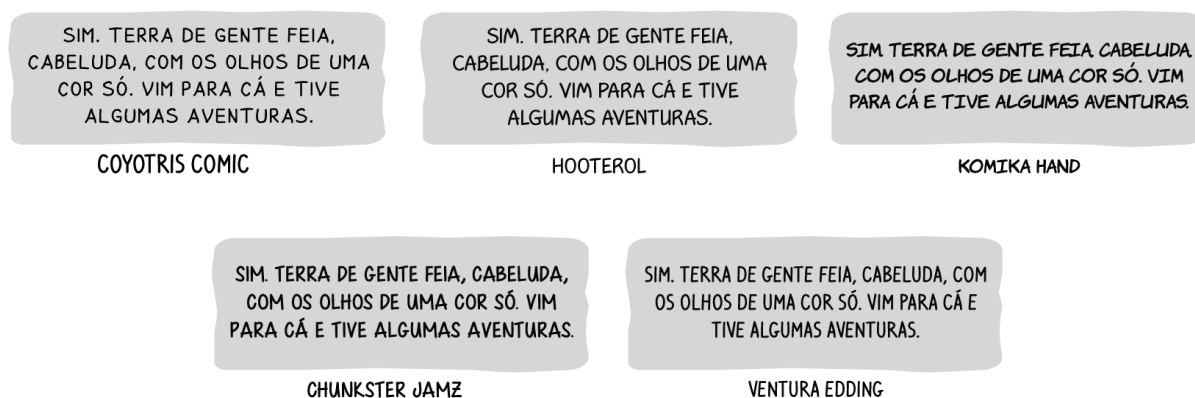 SIM. TERRA DE GENTE FEIA,
CABELUDA, COM OS OLHOS DE UMA
COR SÓ. VIM PARA CÁ E TIVE
ALGUMAS AVENTURAS.
COYOTRIS COMIC
SIM. TERRA DE GENTE FEIA,
CABELUDA, COM OS OLHOS DE UMA
COR SÓ. VIM PARA CÁ E TIVE
ALGUMAS AVENTURAS.
HOOTEROL
SIM. TERRA DE GENTE FEIA, CABELUDA,
COM OS OLHOS DE UMA COR SÓ. VIM
PARA CÁ E TIVE ALGUMAS AVENTURAS.
KOMIKA HAND
SIM. TERRA DE GENTE FEIA, CABELUDA,
COM OS OLHOS DE UMA COR SÓ. VIM
PARA CÁ E TIVE ALGUMAS AVENTURAS.
CHUNKSTER JAMZ
SIM. TERRA DE GENTE FEIA, CABELUDA, COM
OS OLHOS DE UMA COR SÓ. VIM PARA CÁ E
TIVE ALGUMAS AVENTURAS.
VENTURA EDDING